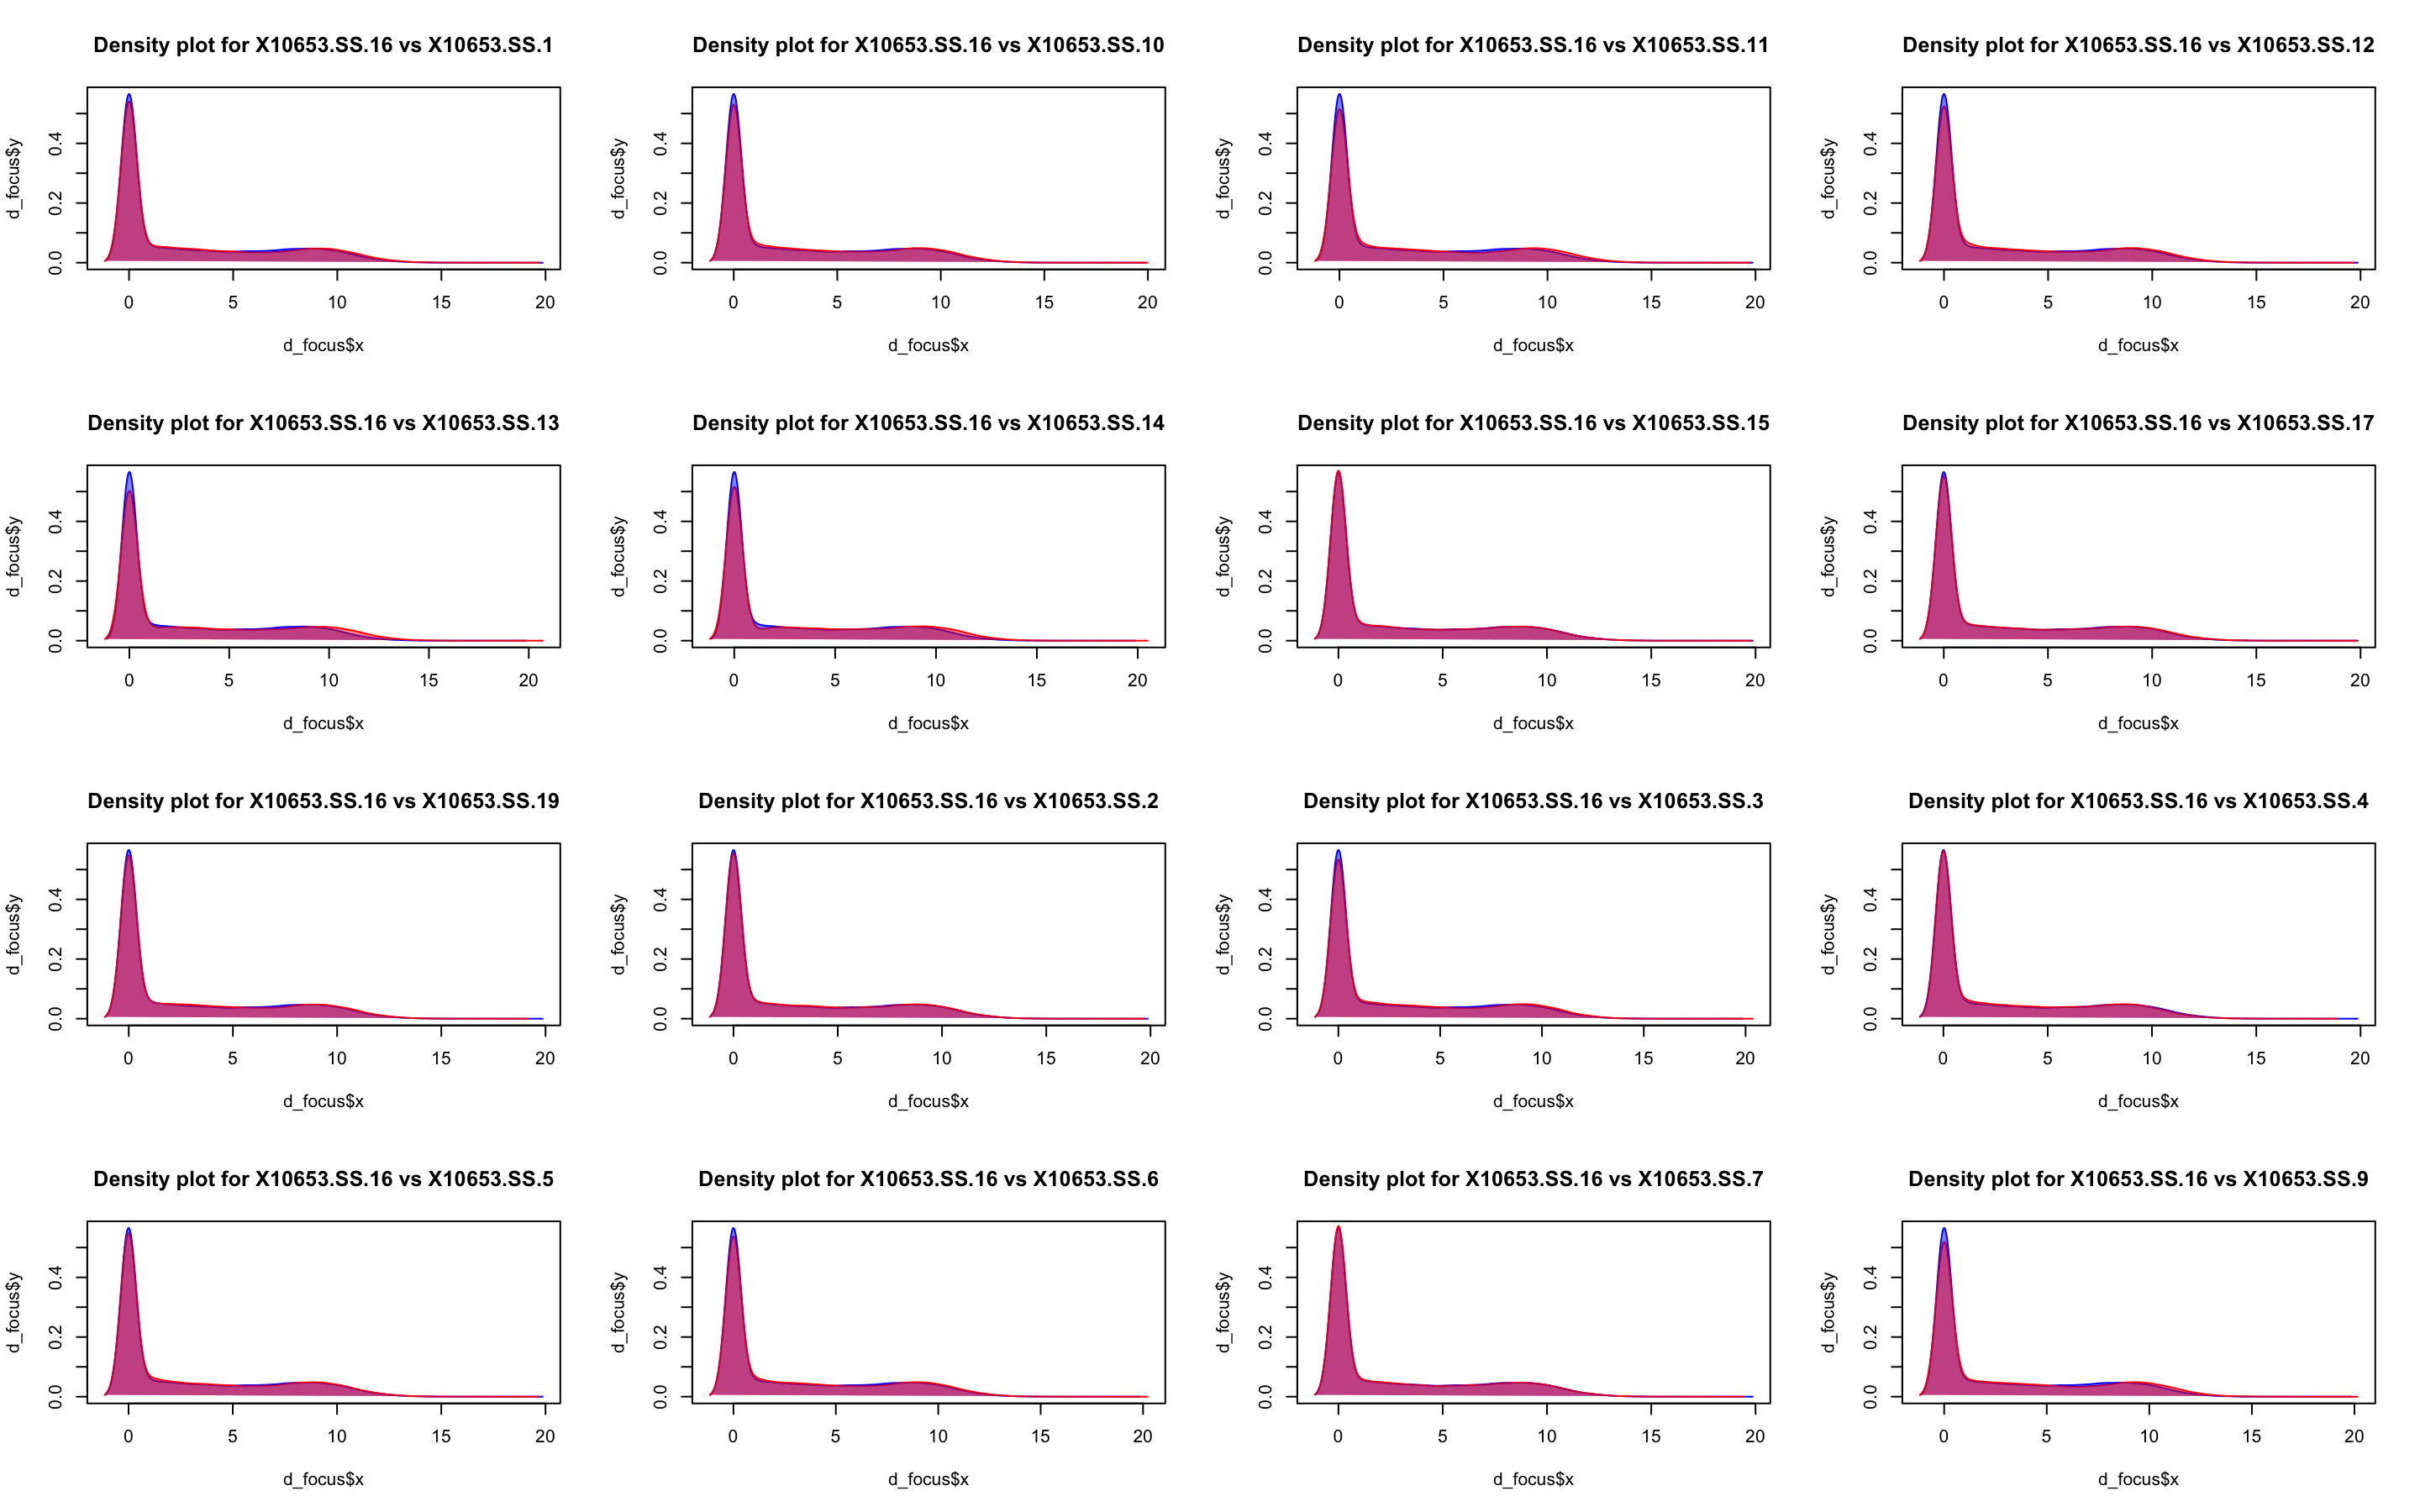 Density plot for X10653.SS.16 vs X10653.SS.1
d_focus$y
0.0 0.2 0.4
0 5 10 15 20
d_focus$x
Density plot for X10653.SS.16 vs X10653.SS.10
d_focus$y
0.0 0.2 0.4
0 5 10 15 20
d_focus$x
Density plot for X10653.SS.16 vs X10653.SS.11
d_focus$y
0.0 0.2 0.4
0 5 10 15 20
d_focus$x
Density plot for X10653.SS.16 vs X10653.SS.12
d_focus$y
0.0 0.2 0.4
0 5 10 15 20
d_focus$x
Density plot for X10653.SS.16 vs X10653.SS.13
d_focus$y
0.0 0.2 0.4
0 5 10 15 20
d_focus$x
Density plot for X10653.SS.16 vs X10653.SS.14
d_focus$y
0.0 0.2 0.4
0 5 10 15 20
d_focus$x
Density plot for X10653.SS.16 vs X10653.SS.15
d_focus$y
0.0 0.2 0.4
0 5 10 15 20
d_focus$x
Density plot for X10653.SS.16 vs X10653.SS.17
d_focus$y
0.0 0.2 0.4
0 5 10 15 20
d_focus$x
Density plot for X10653.SS.16 vs X10653.SS.19
d_focus$y
0.0 0.2 0.4
0 5 10 15 20
d_focus$x
Density plot for X10653.SS.16 vs X10653.SS.2
d_focus$y
0.0 0.2 0.4
0 5 10 15 20
d_focus$x
Density plot for X10653.SS.16 vs X10653.SS.3
d_focus$y
0.0 0.2 0.4
0 5 10 15 20
d_focus$x
Density plot for X10653.SS.16 vs X10653.SS.4
d_focus$y
0.0 0.2 0.4
0 5 10 15 20
d_focus$x
Density plot for X10653.SS.16 vs X10653.SS.5
d_focus$y
0.0 0.2 0.4
0 5 10 15 20
d_focus$x
Density plot for X10653.SS.16 vs X10653.SS.6
d_focus$y
0.0 0.2 0.4
0 5 10 15 20
d_focus$x
Density plot for X10653.SS.16 vs X10653.SS.7
d_focus$y
0.0 0.2 0.4
0 5 10 15 20
d_focus$x
Density plot for X10653.SS.16 vs X10653.SS.9
d_focus$y
0.0 0.2 0.4
0 5 10 15 20
d_focus$x